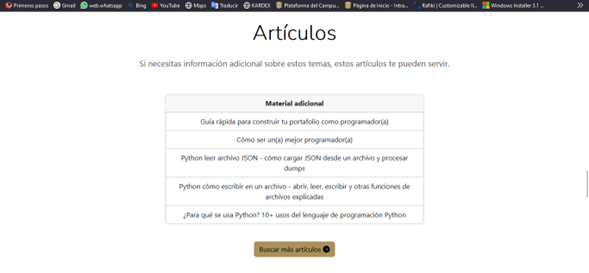 Primeros pasos Gmail web.whatsapp Bing YouTube Maps Traducir KARDEX Plataforma del Campu... Página de Inicio - Intra... Rafiki | Customizable Il... Windows Installer 3.1 ... »
Artículos
Si necesitas información adicional sobre estos temas, estos artículos te pueden servir.
Material adicional
Guía rápida para construir tu portafolio como programador(a)
Cómo ser un(a) mejor programador(a)
Python leer archivo JSON - cómo cargar JSON desde un archivo y procesar
dumps
Python cómo escribir en un archivo - abrir, leer, escribir y otras funciones de
archivos explicadas
¿Para qué se usa Python? 10+ usos del lenguaje de programación Python
Buscar más artículos